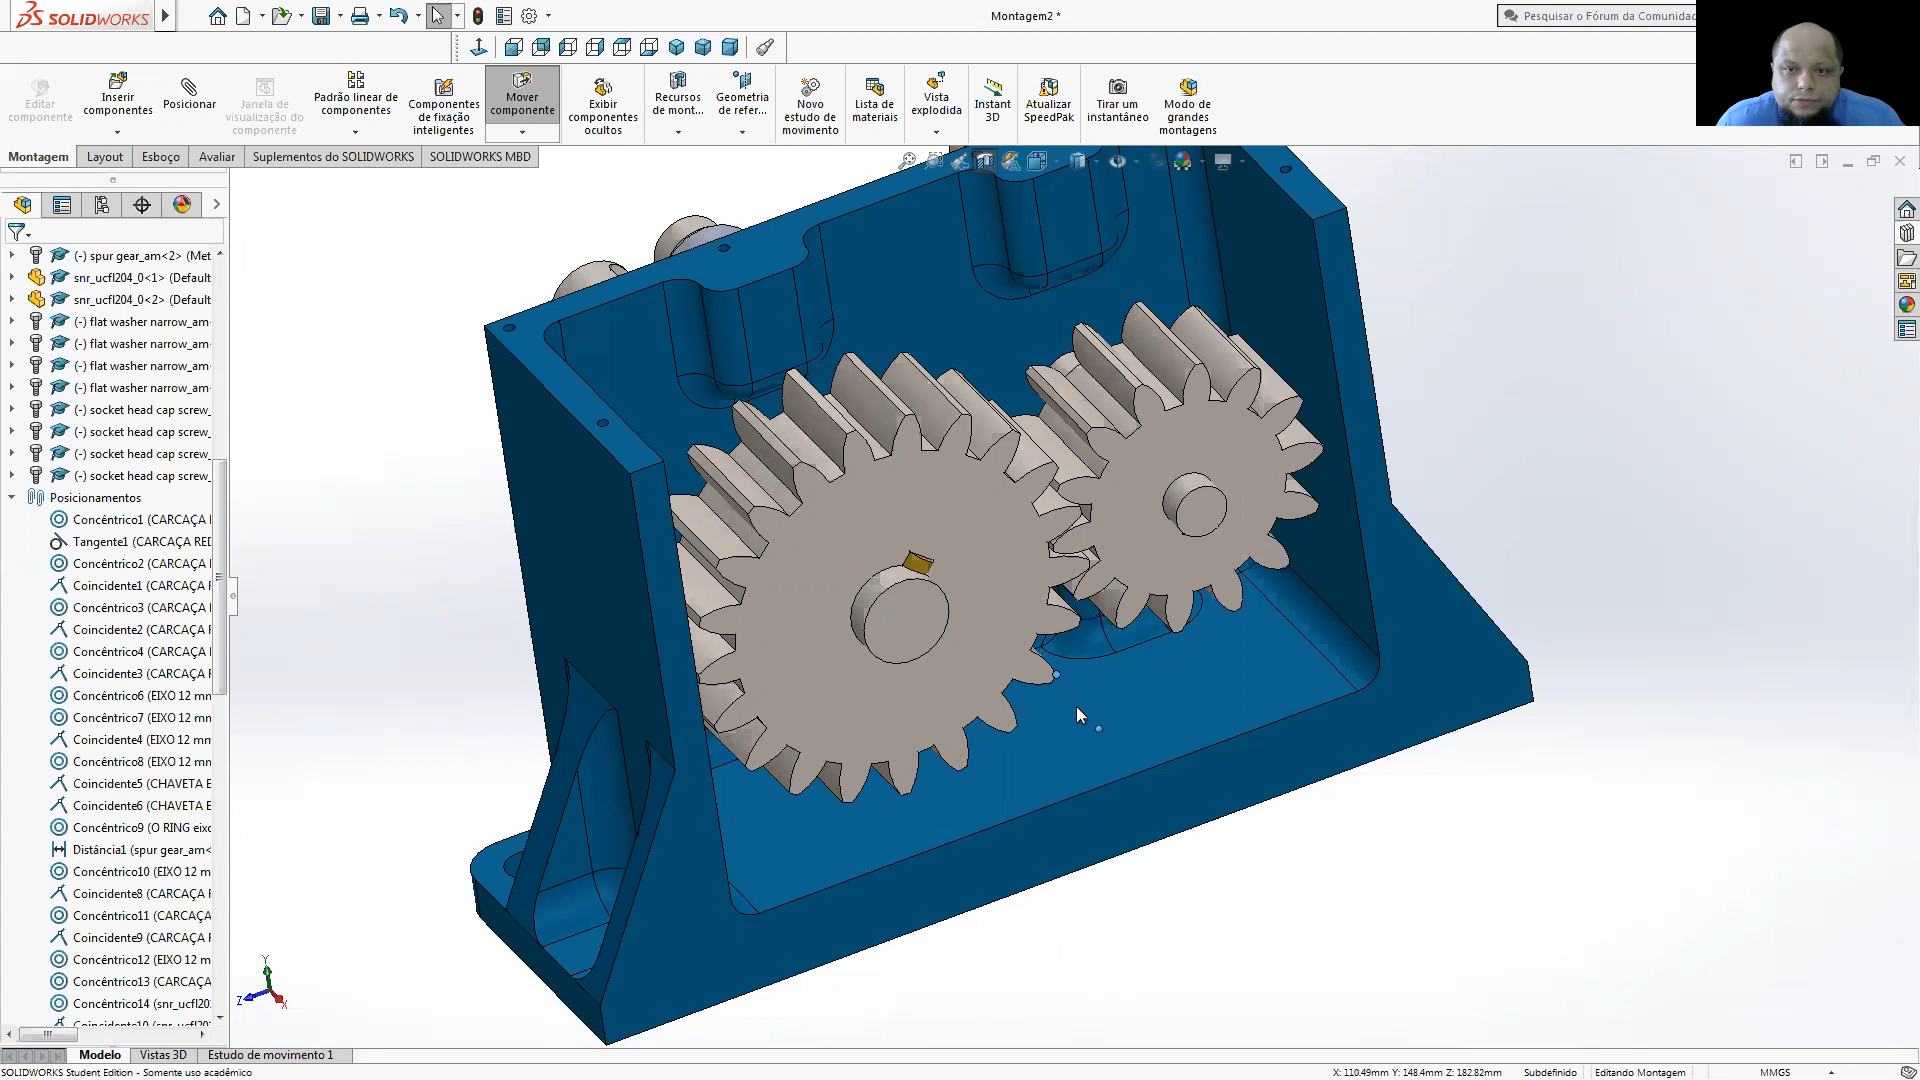 SOLIDWORKS
Montagem2 *
Pesquisar o Fórum da Comunidad
Editar componente
Inserir componentes
Posicionar
Janela de visualização do componente
Padrão linear de componentes
Componentes de fixação inteligentes
Mover componente
Exibir componentes ocultos
Recursos de mont...
Geometria de refer...
Novo estudo de movimento
Lista de materiais
Vista explodida
Instant 3D
Atualizar SpeedPak
Tirar um instantâneo
Modo de grandes montagens
Montagem
Layout
Esboço
Avaliar
Suplementos do SOLIDWORKS
SOLIDWORKS MBD
(-) spur gear_am<2> (Met
snr_ucfl204_0<1> (Default
snr_ucfl204_0<2> (Default
(-) flat washer narrow_am
(-) flat washer narrow_am
(-) flat washer narrow_am
(-) flat washer narrow_am
(-) socket head cap screw_
(-) socket head cap screw_
(-) socket head cap screw_
(-) socket head cap screw_
Posicionamentos
Concêntrico1 (CARCAÇA
Tangente1 (CARCAÇA RED
Concêntrico2 (CARCAÇA
Coincidente1 (CARCAÇA
Concêntrico3 (CARCAÇA
Coincidente2 (CARCAÇA
Concêntrico4 (CARCAÇA
Coincidente3 (CARCAÇA
Concêntrico6 (EIXO 12 mm
Concêntrico7 (EIXO 12 mm
Coincidente4 (EIXO 12 mm
Concêntrico8 (EIXO 12 mm
Coincidente5 (CHAVETA E
Coincidente6 (CHAVETA E
Concêntrico9 (O RING eixo
Distância1 (spur gear_am<
Concêntrico10 (EIXO 12 m
Coincidente8 (CARCAÇA
Concêntrico11 (CARCAÇA
Coincidente9 (CARCAÇA
Concêntrico12 (EIXO 12 m
Concêntrico13 (CARCAÇA
Concêntrico14 (snr_ucfl20
Coincidente10 (snr_ucfl20
Y
Z
X
Modelo
Vistas 3D
Estudo de movimento 1
SOLIDWORKS Student Edition - Somente uso acadêmico
X: 110.49mm Y: 148.4mm Z: 182.82mm
Subdefinido
Editando Montagem
MMGS